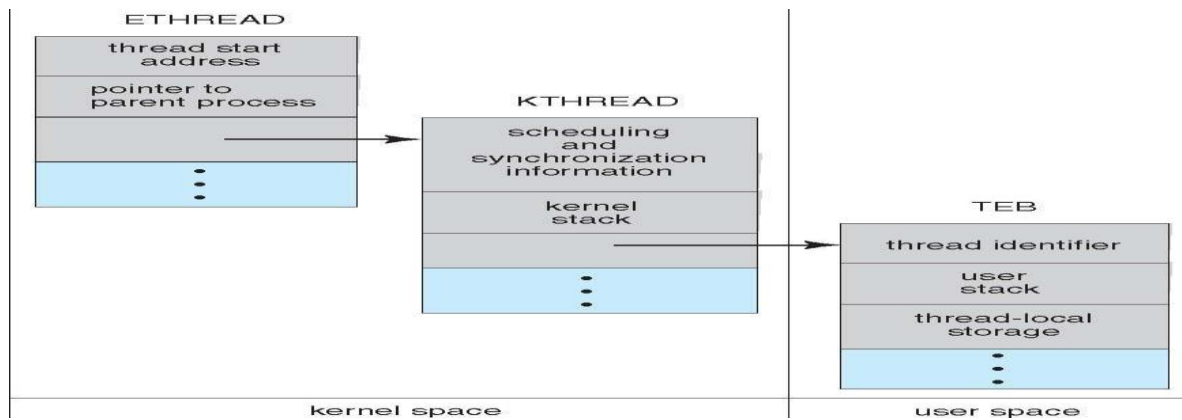 ETHREAD
thread start
address
pointer to
parent process
KTHREAD
scheduling
and
synchronization
information
kernel
stack
TEB
thread identifier
user
stack
thread-local
storage
kernel space
user space